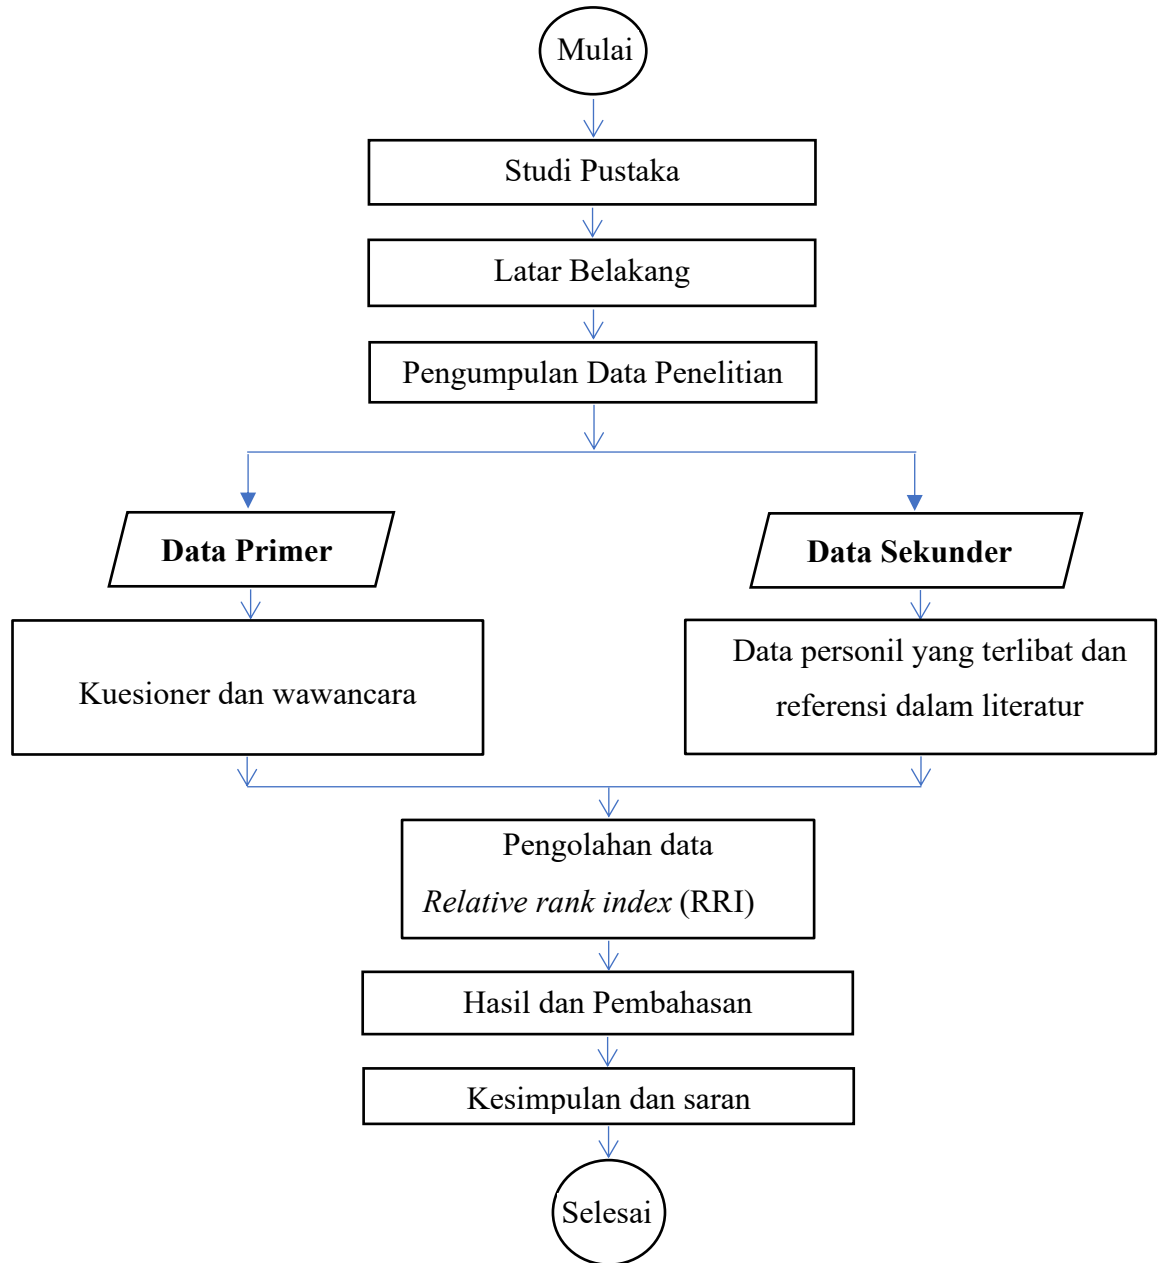 Mulai
Studi Pustaka
Latar Belakang
Pengumpulan Data Penelitian
Data Primer
Data Sekunder
Kuesioner dan wawancara
Data personil yang terlibat dan
referensi dalam literatur
Pengolahan data
Relative rank index (RRI)
Hasil dan Pembahasan
Kesimpulan dan saran
Selesai